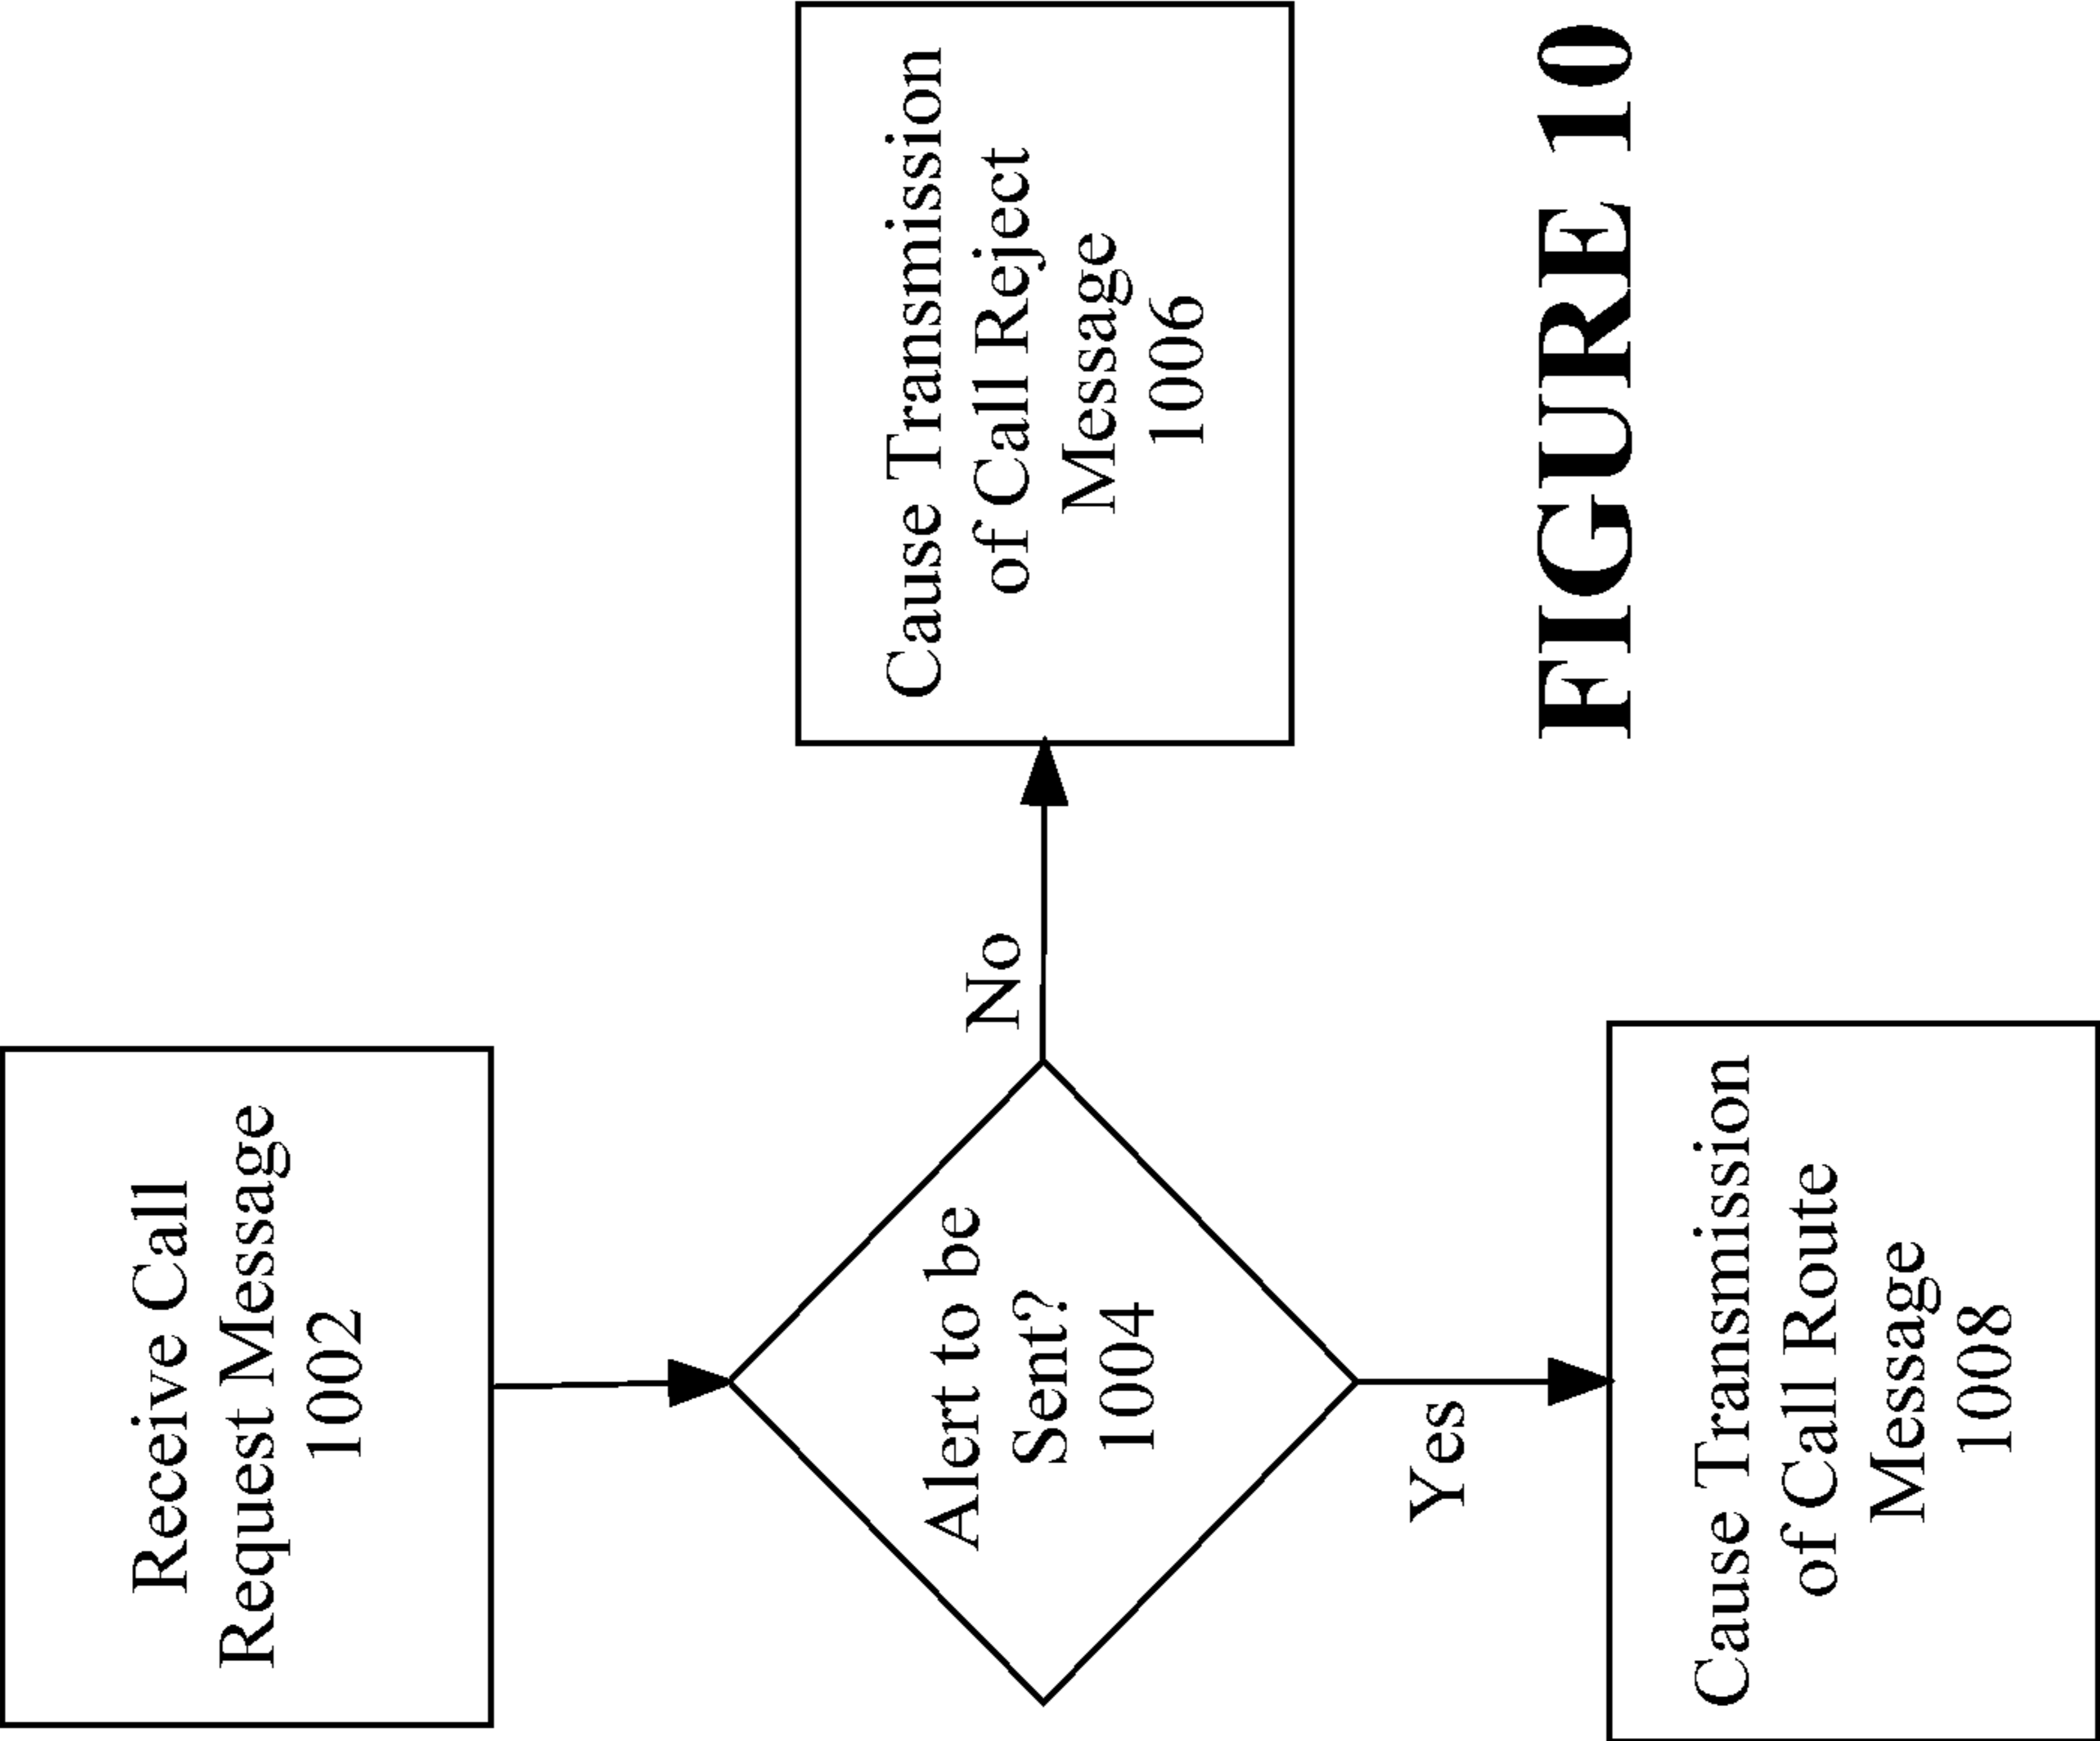 Receive Call
Request Message
1002
Alert to be
Sent?
1004
No
Cause Transmission
of Call Reject
Message
1006
Yes
Cause Transmission
of Call Route
Message
1008
FIGURE 10